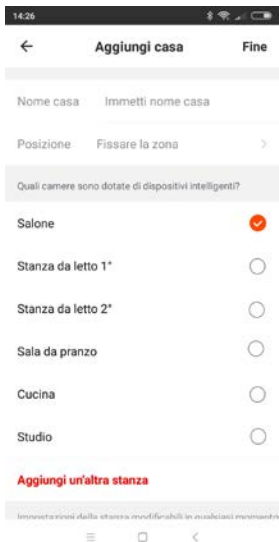 14:26
Aggiungi casa Fine
Nome casa Immetti nome casa
Posizione Fissare la zona
Quali camere sono dotate di dispositivi intelligenti?
Salone
Stanza da letto 1°
Stanza da letto 2°
Sala da pranzo
Cucina
Studio
Aggiungi un'altra stanza
Impostazioni della stanza modificabili in qualsiasi momento